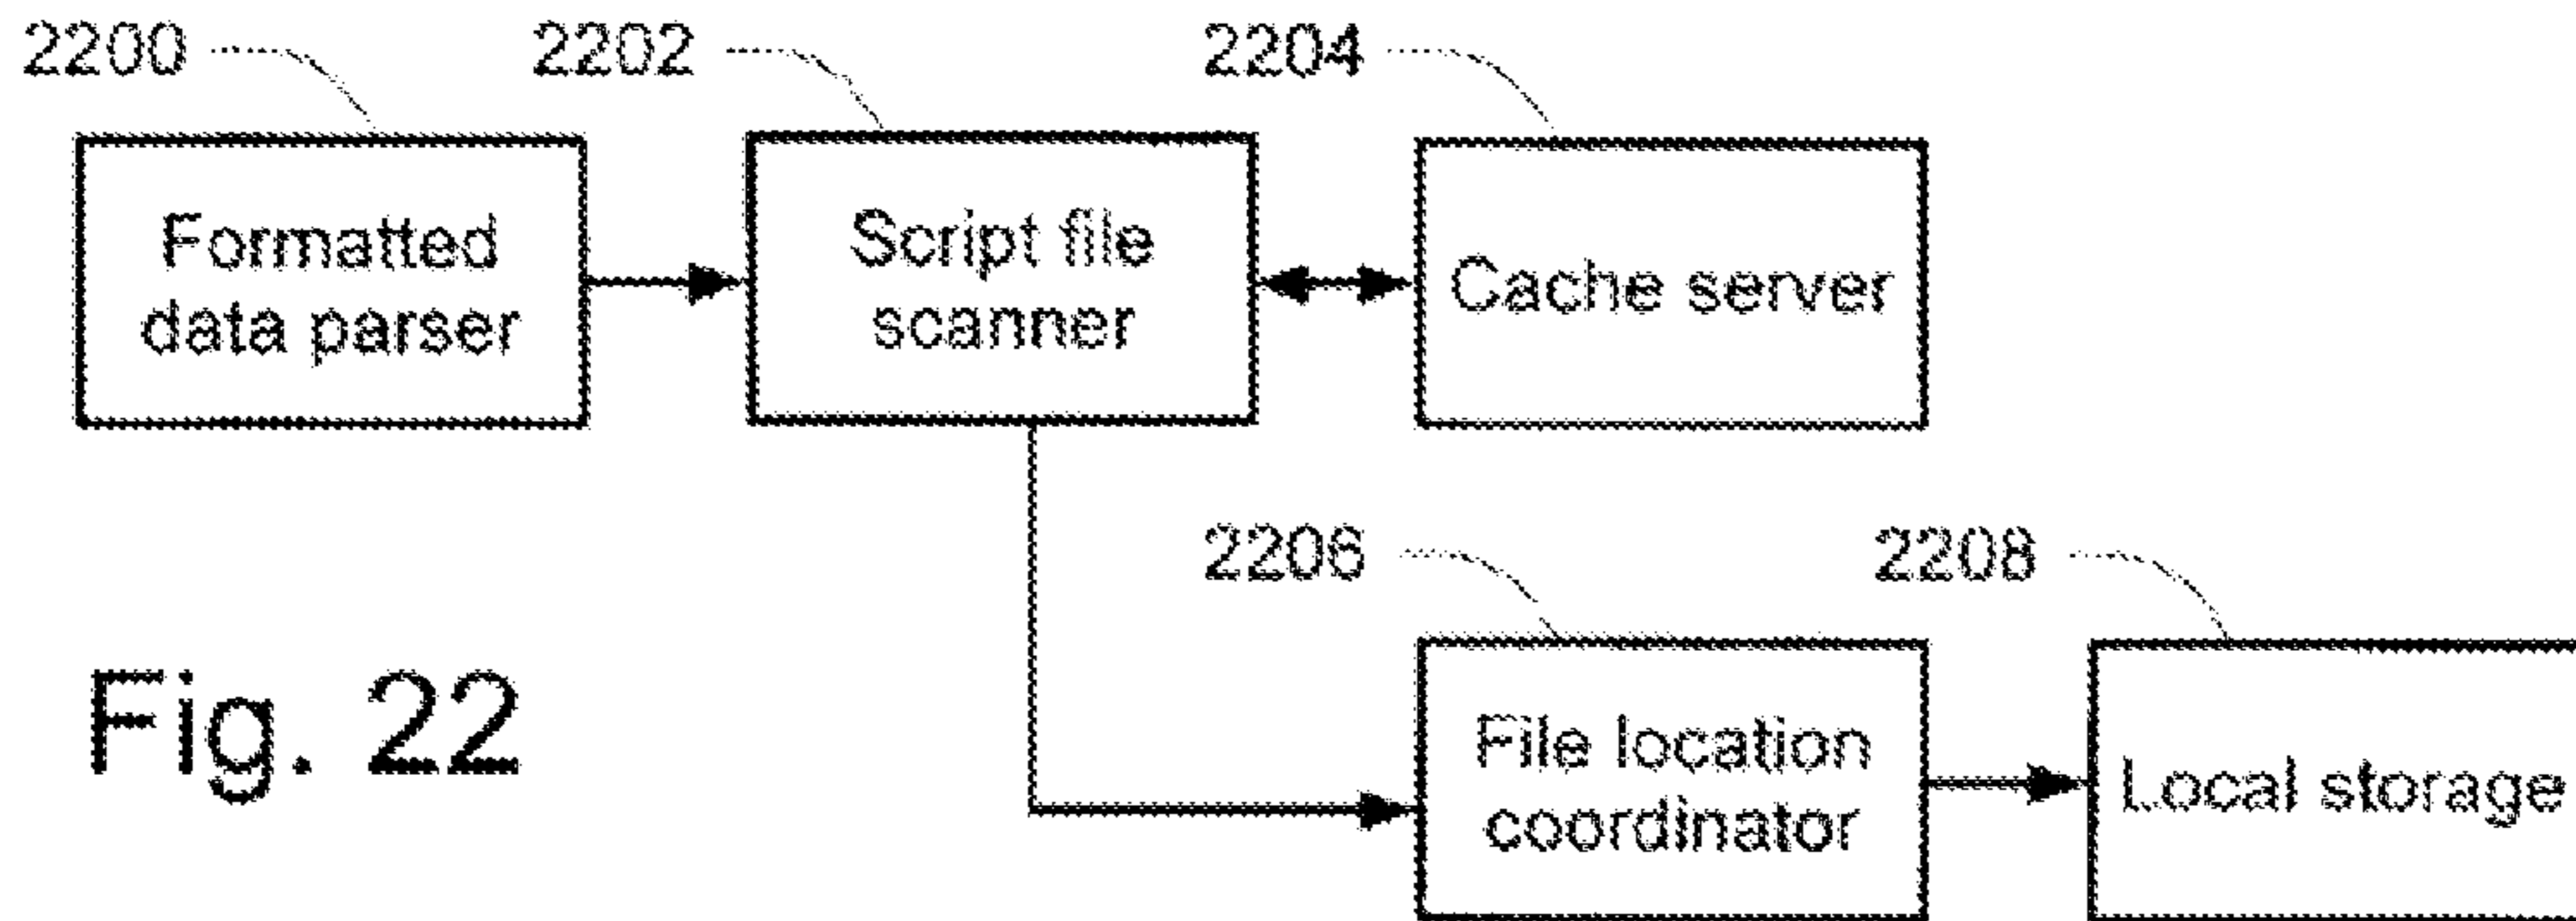 2200
2202
2204
Formatted
data parser
Script file
scanner
Cache server
2206
2208
File location
coordinator
Local storage
Fig. 22